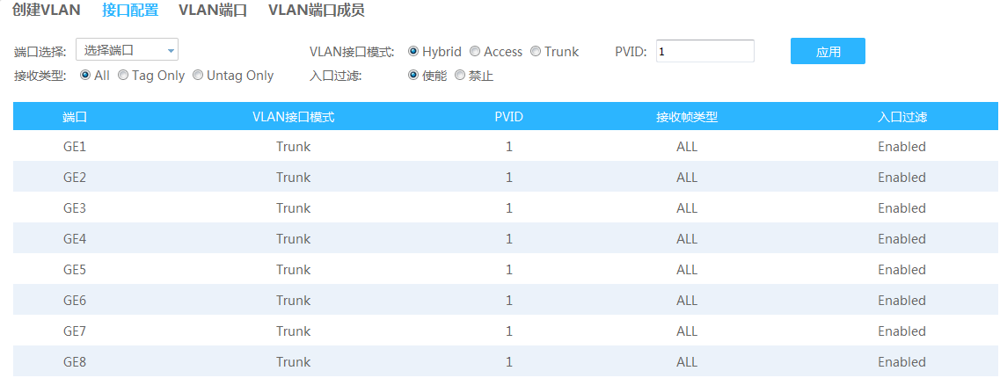 创建VLAN 接口配置 VLAN端口 VLAN端口成员
端口选择: 选择端口 VLAN接口模式: Hybrid Access Trunk PVID: 1 应用
接收类型: All Tag Only Untag Only 入口过滤: 使能 禁止
端口 VLAN接口模式 PVID 接收帧类型 入口过滤
GE1 Trunk 1 ALL Enabled
GE2 Trunk 1 ALL Enabled
GE3 Trunk 1 ALL Enabled
GE4 Trunk 1 ALL Enabled
GE5 Trunk 1 ALL Enabled
GE6 Trunk 1 ALL Enabled
GE7 Trunk 1 ALL Enabled
GE8 Trunk 1 ALL Enabled